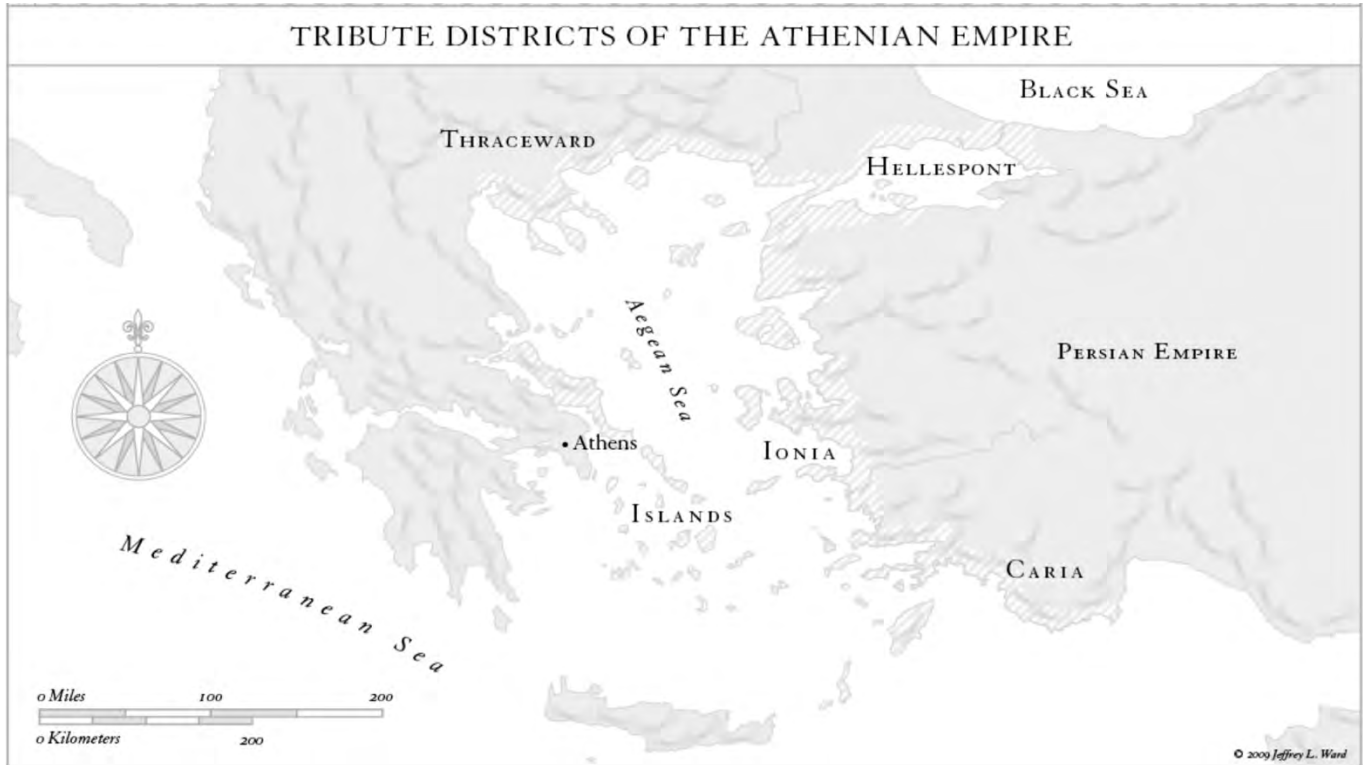 TRIBUTE DISTRICTS OF THE ATHENIAN EMPIRE
BLACK SEA
THRACEWARD
HELLESPONT
Aegean Sea
PERSIAN EMPIRE
Athens
IONIA
ISLANDS
CARIA
Mediterranean Sea
0 Miles 100 200
0 Kilometers 200
© 2009 Jeffrey L. Ward